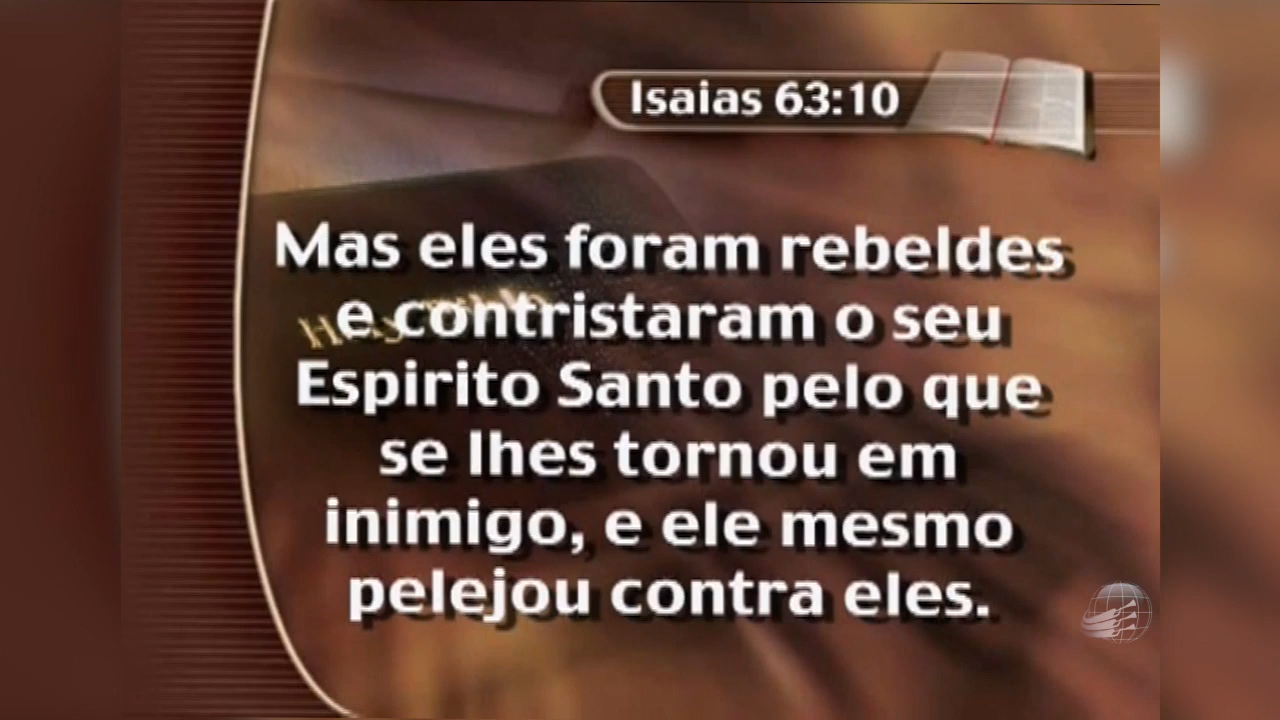 Isaias 63:10
Mas eles foram rebeldes
e contristaram o seu
Espirito Santo pelo que
se lhes tornou em
inimigo, e ele mesmo
pelejou contra eles.